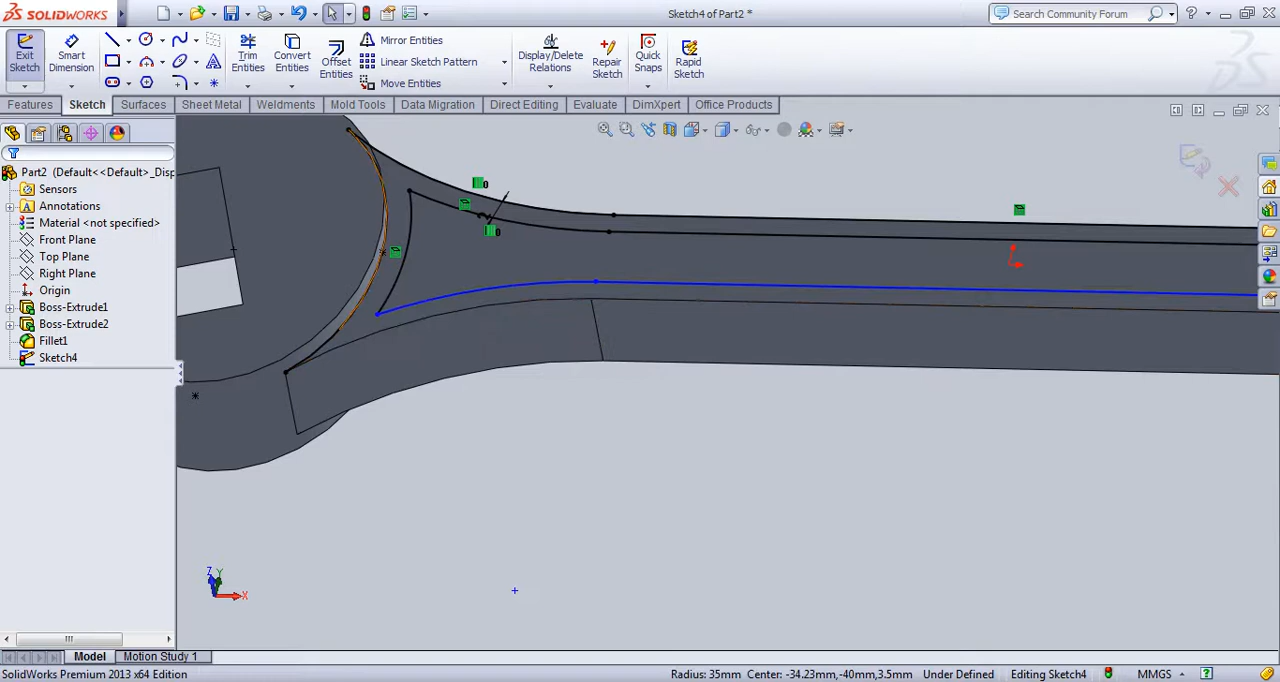 SOLIDWORKS
Sketch4 of Part2 *
Search Community Forum
Exit Sketch
Smart Dimension
Trim Entities
Convert Entities
Offset Entities
Mirror Entities
Linear Sketch Pattern
Move Entities
Display/Delete Relations
Repair Sketch
Quick Snaps
Rapid Sketch
Features
Sketch
Surfaces
Sheet Metal
Weldments
Mold Tools
Data Migration
Direct Editing
Evaluate
DimXpert
Office Products
Part2 (Default<<Default>_Disp
Sensors
Annotations
Material <not specified>
Front Plane
Top Plane
Right Plane
Origin
Boss-Extrude1
Boss-Extrude2
Fillet1
Sketch4
0
0
Z
Y
X
Model
Motion Study 1
SolidWorks Premium 2013 x64 Edition
Radius: 35mm Center: -34.23mm,-40mm,3.5mm
Under Defined
Editing Sketch4
MMGS